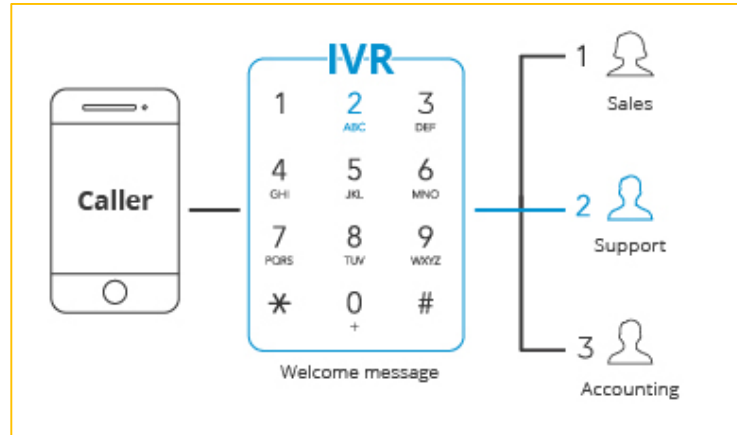 Caller
IVR
1 2 3
ABC DEF
4 5 6
GHI JKL MNO
7 8 9
PQRS TUV WXYZ
* 0 #
+
Welcome message
1
Sales
2
Support
3
Accounting